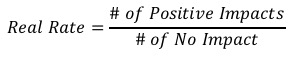 Real Rate = # of Positive Impacts / # of No Impact